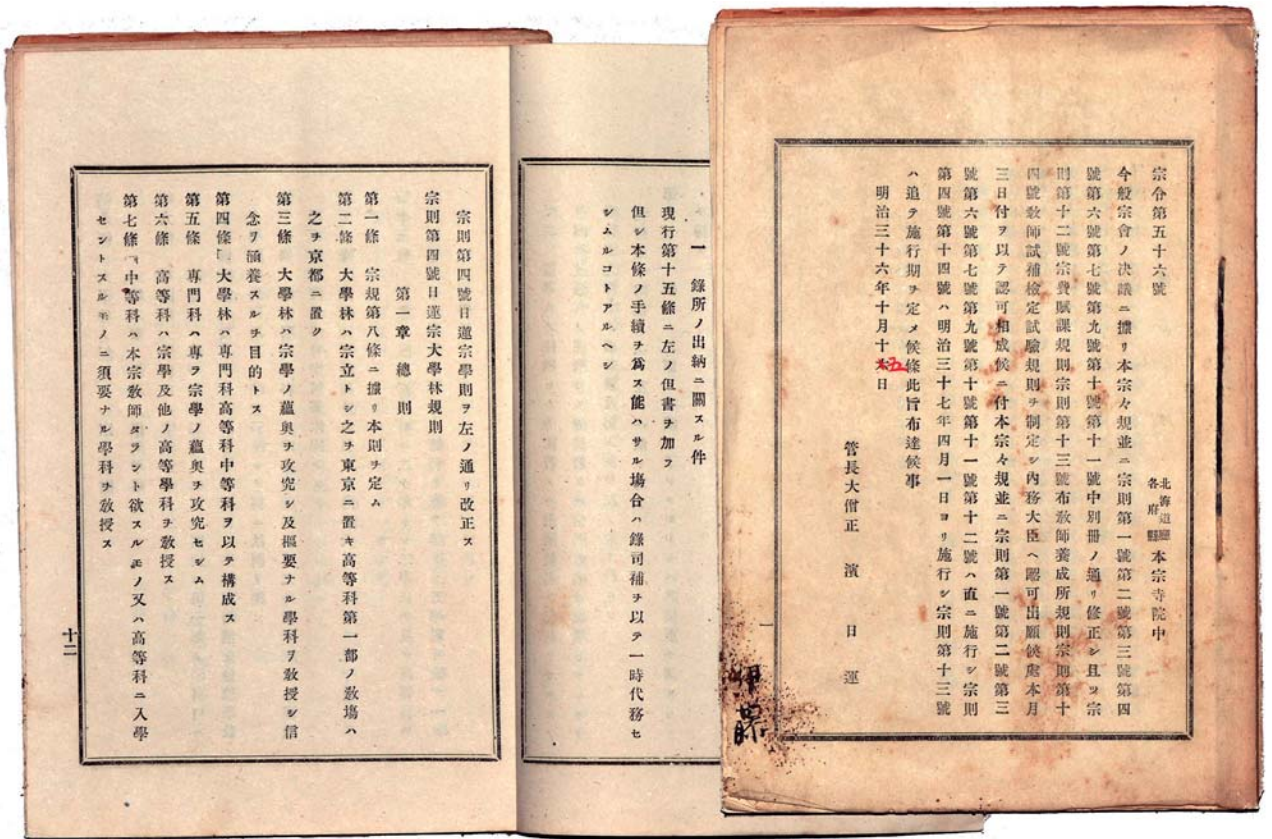 宗令第五十六號
北海道廳
各府縣
本宗寺院中
今般宗會ノ決議ニ據リ本宗々規並ニ宗則第一號第二號第三號第四
號第六號第七號第九號第十號第十一號中別冊ノ通リ修正シ且ツ宗
則第十二號宗費賦課規則宗則第十三號布敎師養成所規則宗則第十
四號敎師試補檢定試驗規則ヲ制定シ內務大臣ヘ認可出願候處本月
三日付ヲ以テ認可相成候ニ付本宗々規並ニ宗則第一號第二號第三
號第六號第七號第九號第十號第十一號第十二號ハ直ニ施行シ宗則
第四號第十四號ハ明治三十七年四月一日ヨリ施行シ宗則第十三號
ハ追テ施行期ヲ定メ候條此旨布達候事
明治三十六年十月十五日
管長大僧正 濱日運
一
一 錄所ノ出納ニ關スル件
現行第十五條ニ左ノ但書ヲ加フ
但シ本條ノ手續ヲ爲ス能ハサル塲合ハ錄司補ヲ以テ一時代務セ
シムルコトアルヘシ
宗則第四號日蓮宗學則ヲ左ノ通リ改正ス
宗則第四號日蓮宗大學林規則
第一章 總則
第一條 宗規第八條ニ據リ本則ヲ定ム
第二條 大學林ハ宗立トシ之ヲ東京ニ置キ高等科第一部ノ敎塲ハ
之ヲ京都ニ置ク
第三條 大學林ハ宗學ノ蘊奧ヲ攻究シ及樞要ナル學科ヲ敎授シ信
念ヲ涵養スルヲ目的トス
第四條 大學林ハ專門科高等科中等科ヲ以テ構成ス
第五條 專門科ハ專ラ宗學ノ蘊奧ヲ攻究セシム
第六條 高等科ハ宗學及他ノ高等學科ヲ敎授ス
第七條 中等科ハ本宗敎師タラント欲スルモノ又ハ高等科ニ入學
セントスルモノニ須要ナル學科ヲ敎授ス
十二